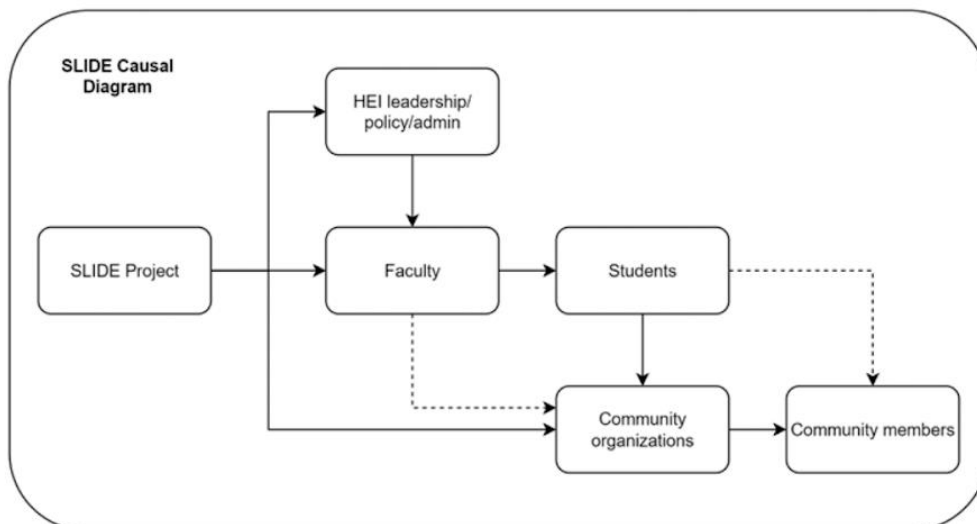 SLIDE Causal
Diagram
HEI leadership/
policy/admin
SLIDE Project
Faculty
Students
Community
organizations
Community members